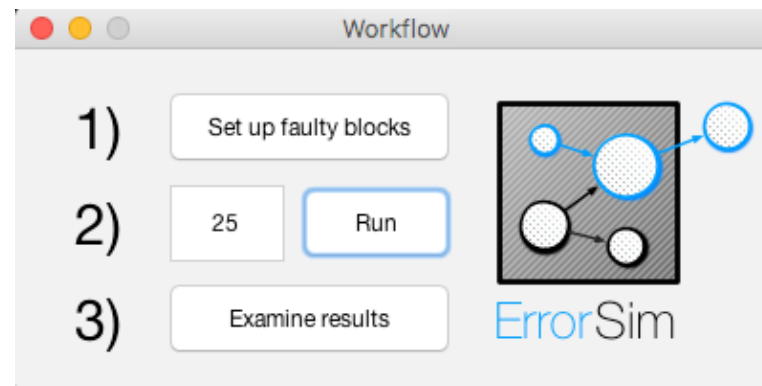 Workflow
1) Set up faulty blocks
2) 25 Run
3) Examine results
ErrorSim